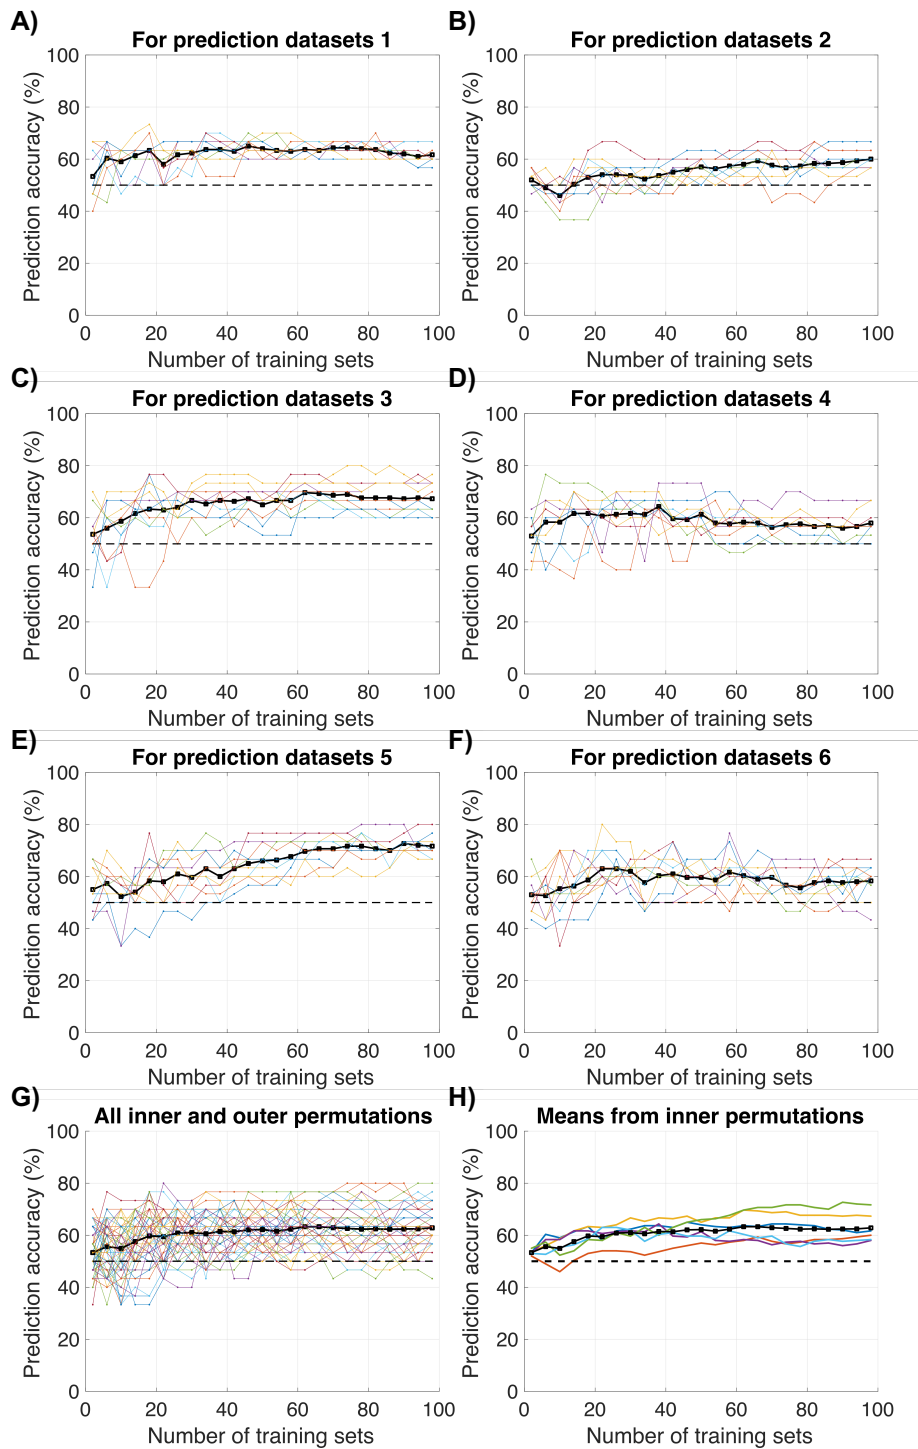 A)
For prediction datasets 1
Prediction accuracy (%)
100
80
60
40
20
0
0 20 40 60 80 100
Number of training sets
B)
For prediction datasets 2
Prediction accuracy (%)
100
80
60
40
20
0
0 20 40 60 80 100
Number of training sets
C)
For prediction datasets 3
Prediction accuracy (%)
100
80
60
40
20
0
0 20 40 60 80 100
Number of training sets
D)
For prediction datasets 4
Prediction accuracy (%)
100
80
60
40
20
0
0 20 40 60 80 100
Number of training sets
E)
For prediction datasets 5
Prediction accuracy (%)
100
80
60
40
20
0
0 20 40 60 80 100
Number of training sets
F)
For prediction datasets 6
Prediction accuracy (%)
100
80
60
40
20
0
0 20 40 60 80 100
Number of training sets
G)
All inner and outer permutations
Prediction accuracy (%)
100
80
60
40
20
0
0 20 40 60 80 100
Number of training sets
H)
Means from inner permutations
Prediction accuracy (%)
100
80
60
40
20
0
0 20 40 60 80 100
Number of training sets